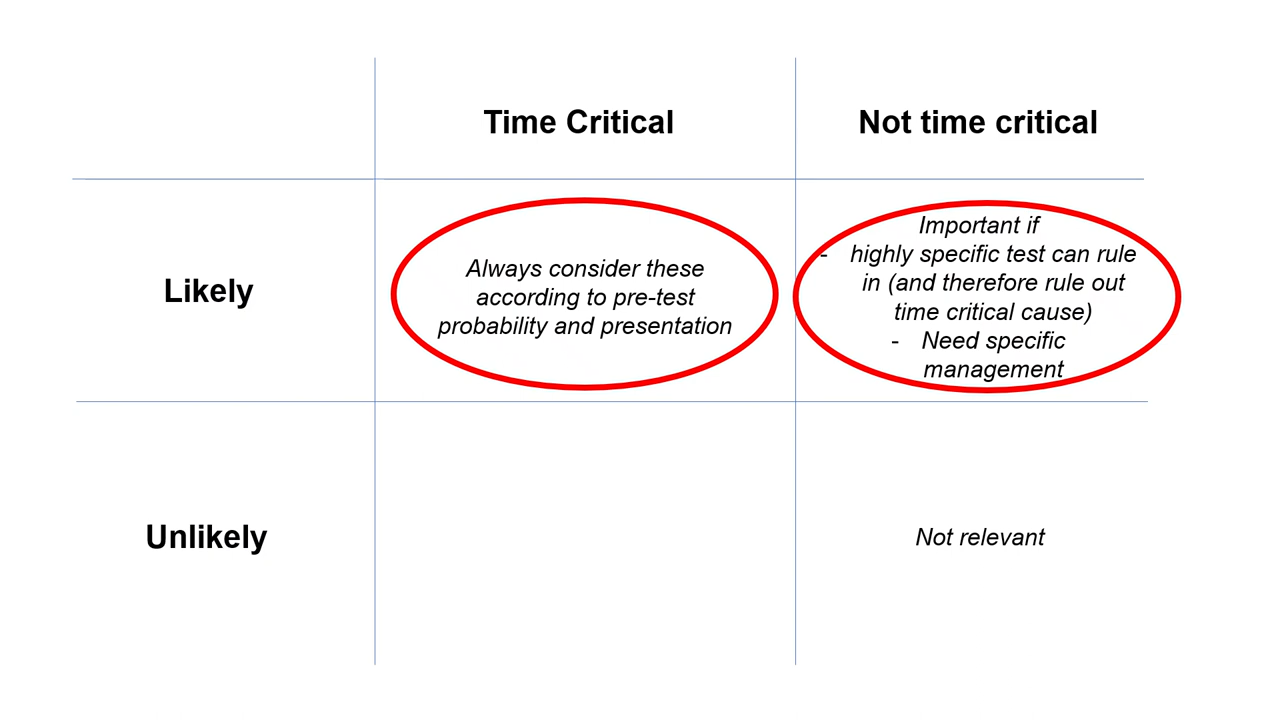 Time Critical
Not time critical
Likely
Always consider these
according to pre-test
probability and presentation
Important if
- highly specific test can rule
in (and therefore rule out
time critical cause)
- Need specific
management
Unlikely
Not relevant